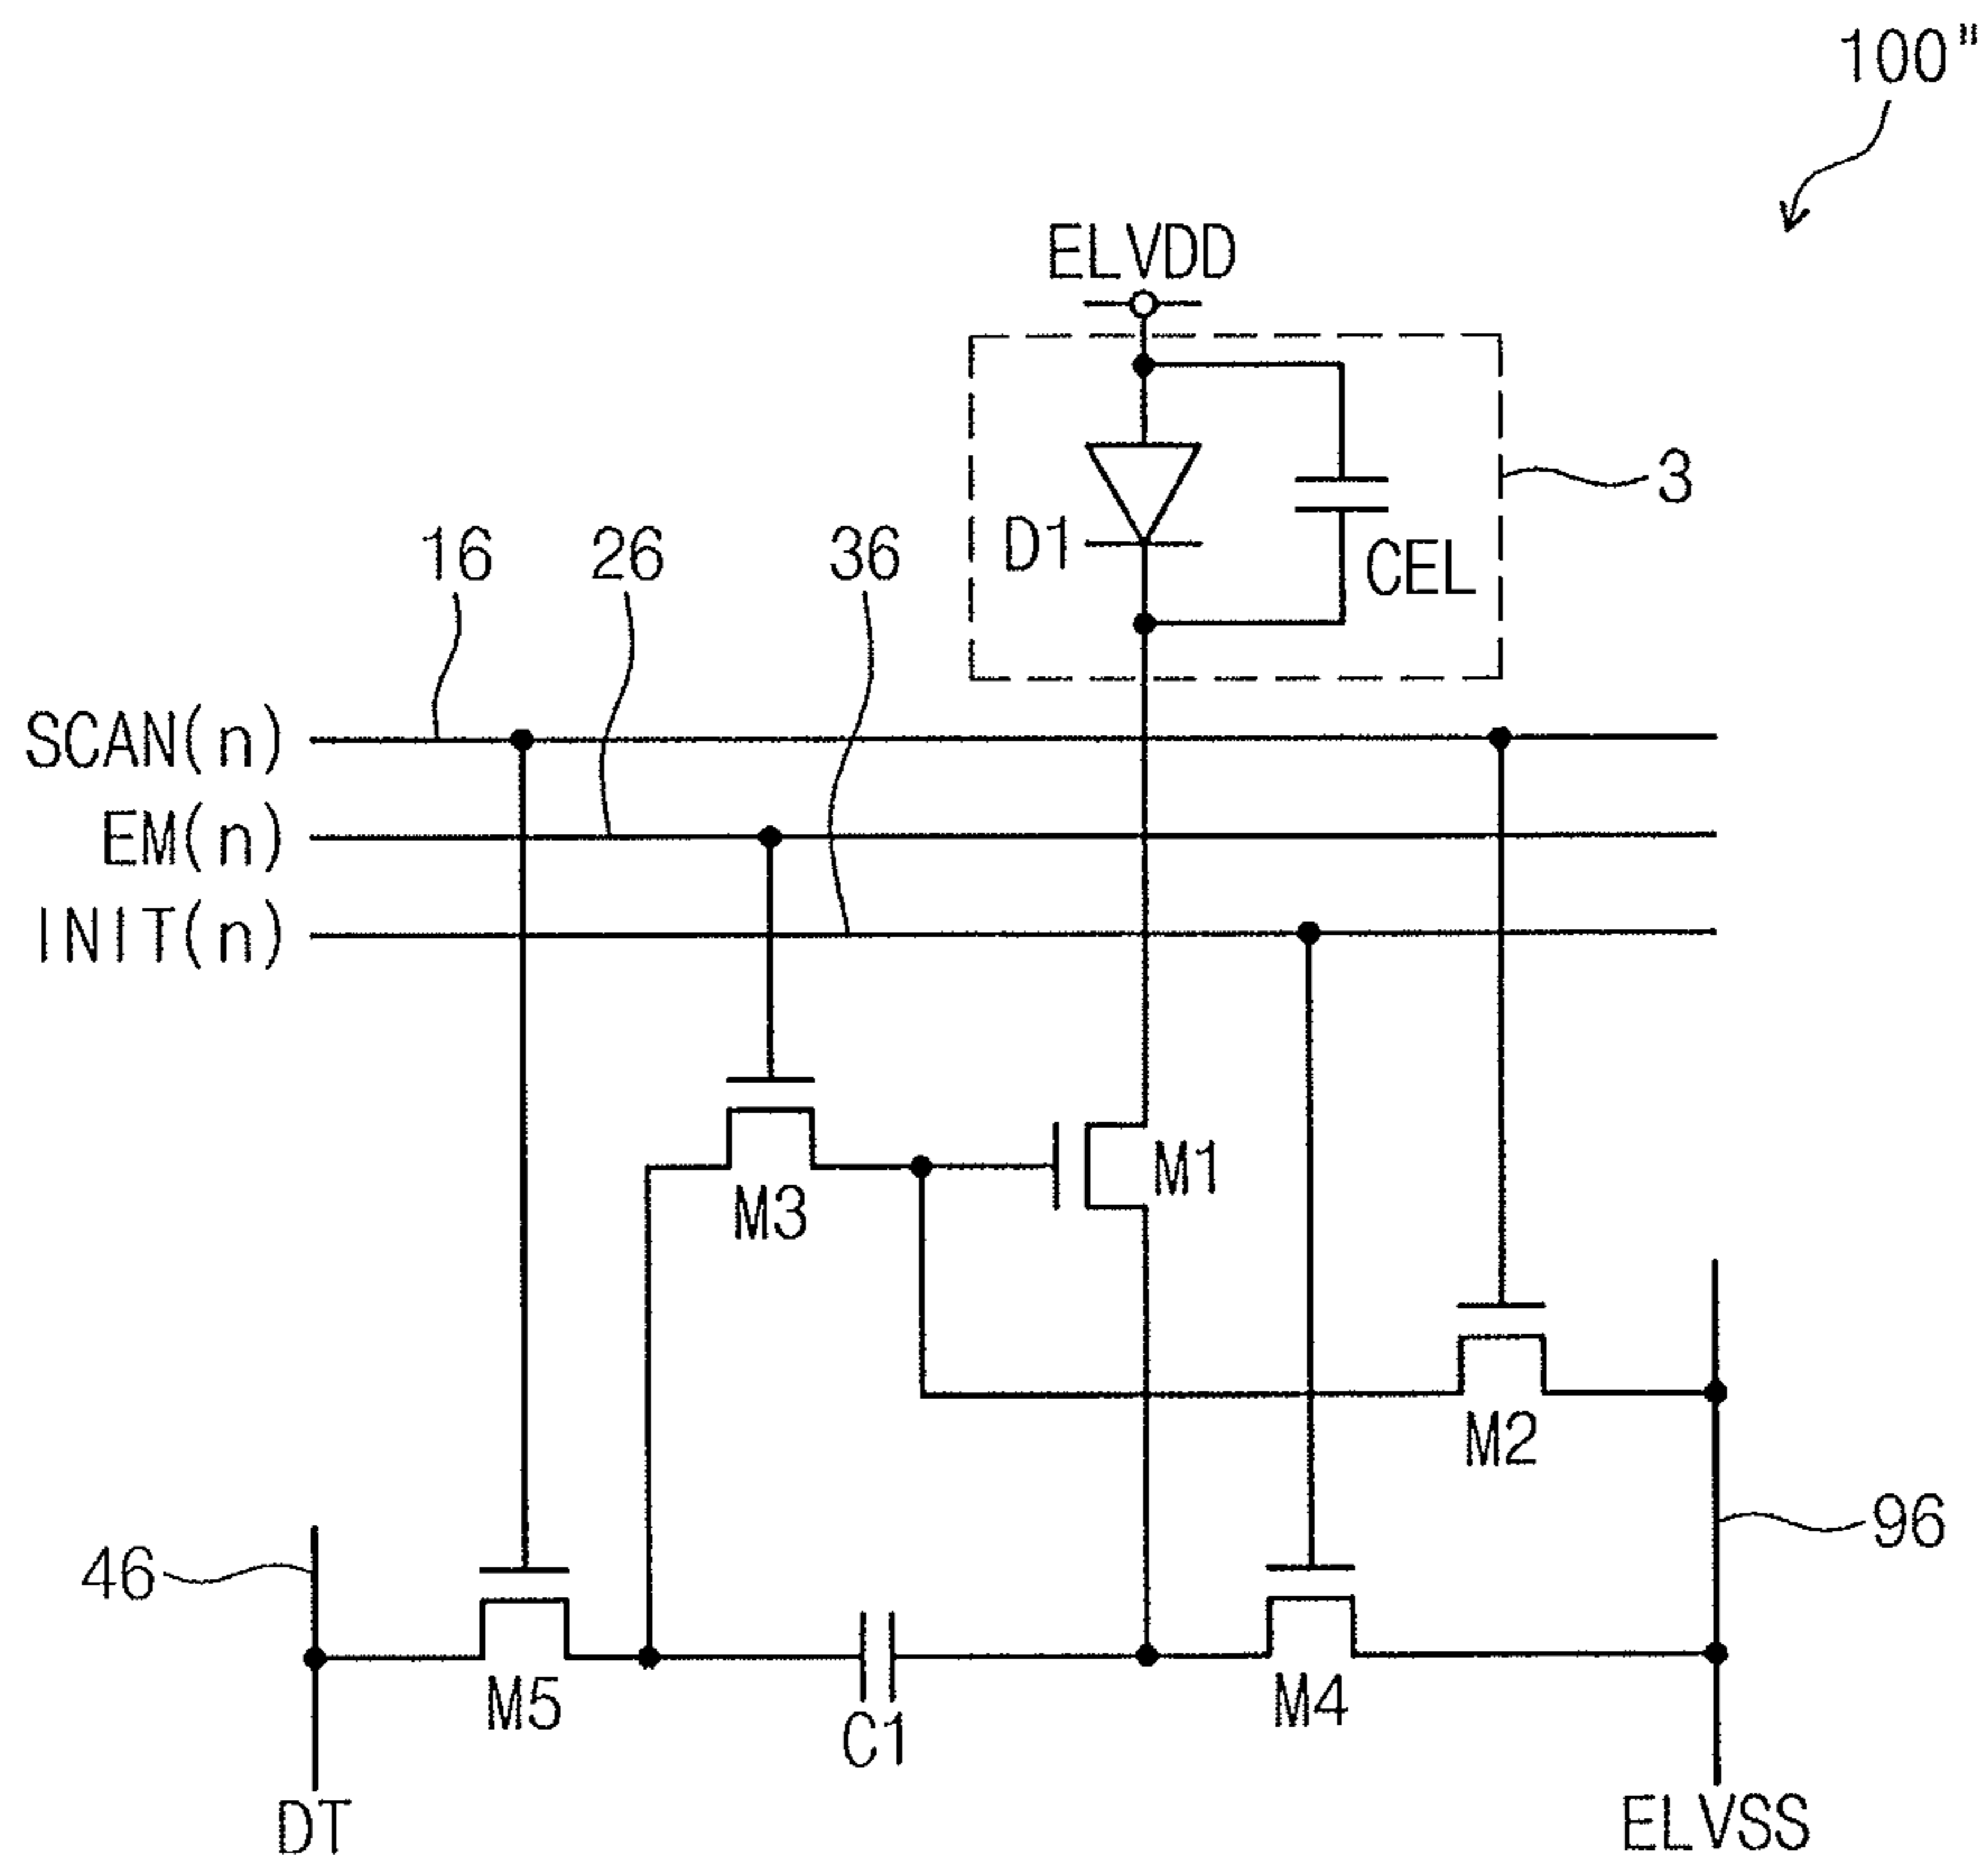 100"
ELVDD
3
D1
CEL
16
26
36
SCAN(n)
EM(n)
INIT(n)
M1
M3
M2
96
46
M5
C1
M4
DT
ELVSS